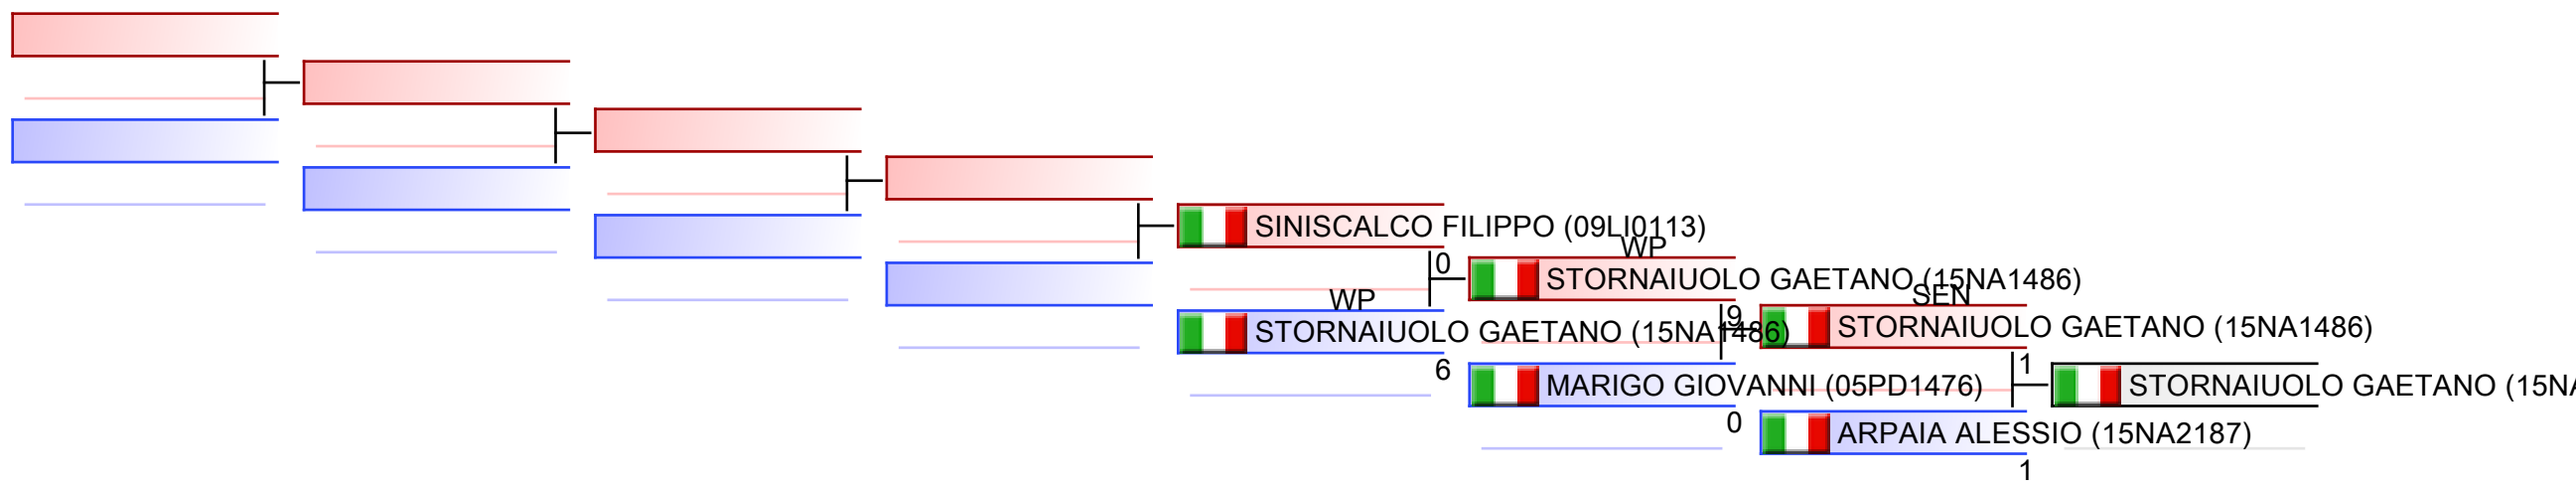 SINISCALCO FILIPPO (09LI0113)
0
WP
STORNAIUOLO GAETANO (15NA1486)
6
WP
STORNAIUOLO GAETANO (15NA1486)
9
MARIGO GIOVANNI (05PD1476)
0
SEN
STORNAIUOLO GAETANO (15NA1486)
1
ARPAIA ALESSIO (15NA2187)
1
STORNAIUOLO GAETANO (15NA